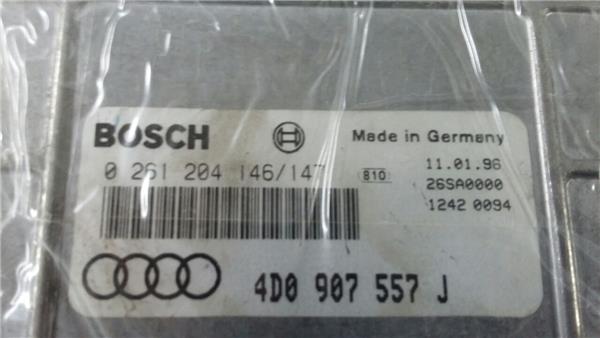 BOSCH
Made in Germany
0 261 204 146/147
810
11.01.96
26SA0000
1242 0094
4D0 907 557 J